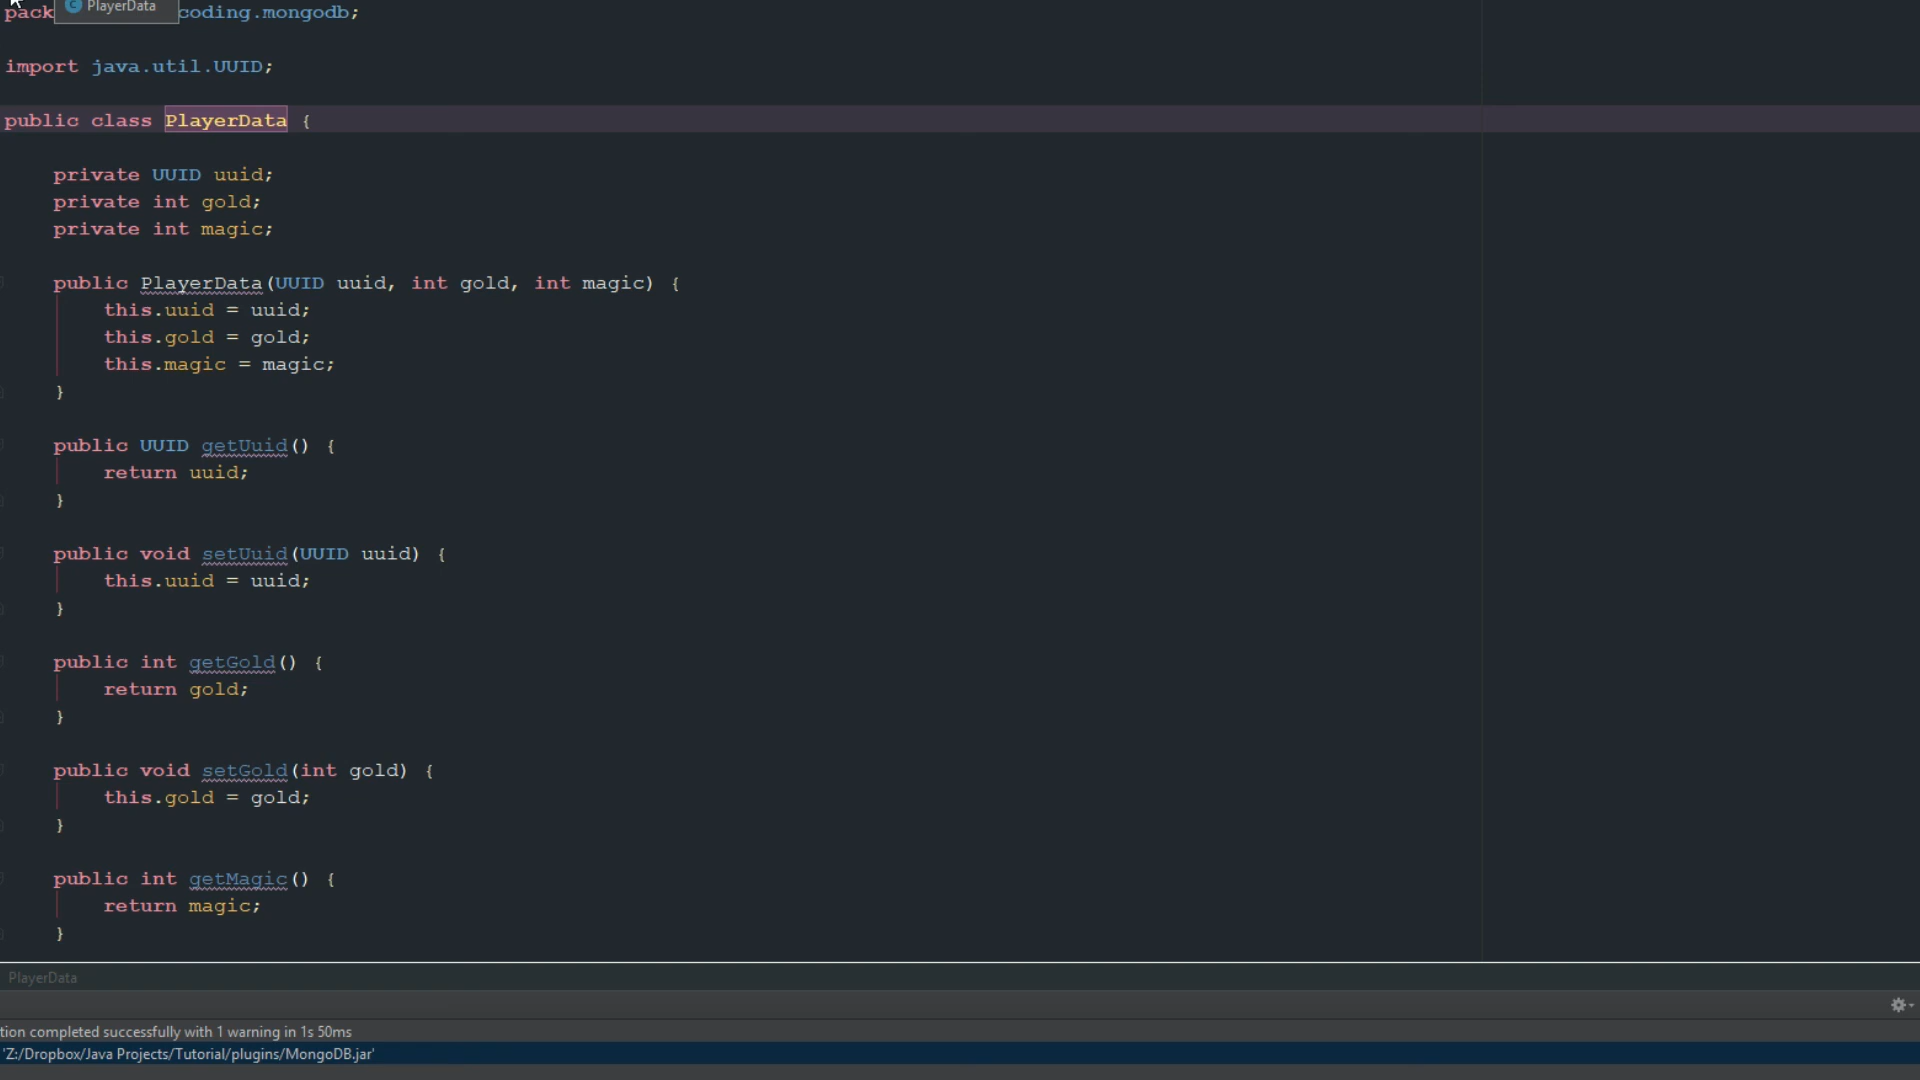 PlayerData
pack coding.mongodb;
import java.util.UUID;
public class PlayerData {
private UUID uuid;
private int gold;
private int magic;
public PlayerData(UUID uuid, int gold, int magic) {
this.uuid = uuid;
this.gold = gold;
this.magic = magic;
}
public UUID getUuid() {
return uuid;
}
public void setUuid(UUID uuid) {
this.uuid = uuid;
}
public int getGold() {
return gold;
}
public void setGold(int gold) {
this.gold = gold;
}
public int getMagic() {
return magic;
}
PlayerData
tion completed successfully with 1 warning in 1s 50ms
'Z:/Dropbox/Java Projects/Tutorial/plugins/MongoDB.jar'